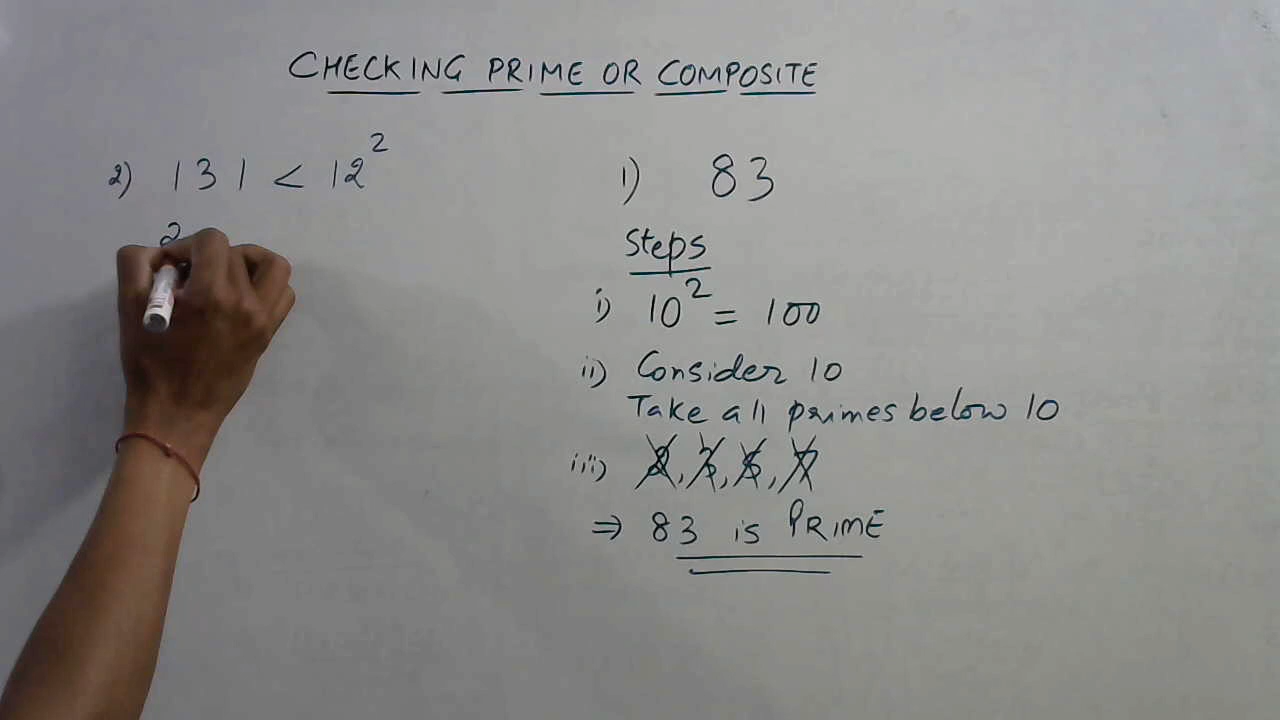 CHECKING PRIME OR COMPOSITE
2) 131 < 12²
2
1) 83
Steps
i) 10² = 100
ii) Consider 10
Take all primes below 10
iii) 2, 3, 5, 7
⇒ 83 is PRIME